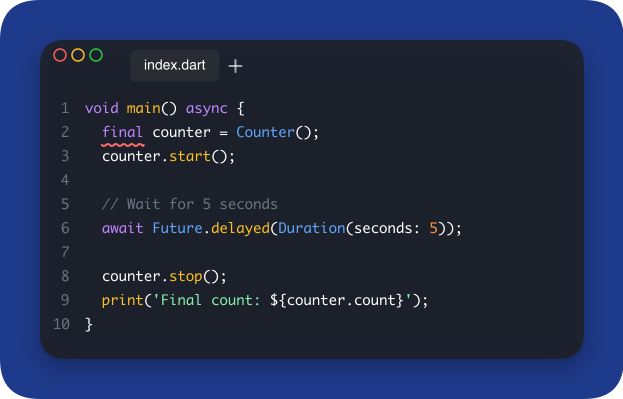 index.dart +
1 void main() async {
2   final counter = Counter();
3   counter.start();
4
5   // Wait for 5 seconds
6   await Future.delayed(Duration(seconds: 5));
7
8   counter.stop();
9   print('Final count: ${counter.count}');
10 }